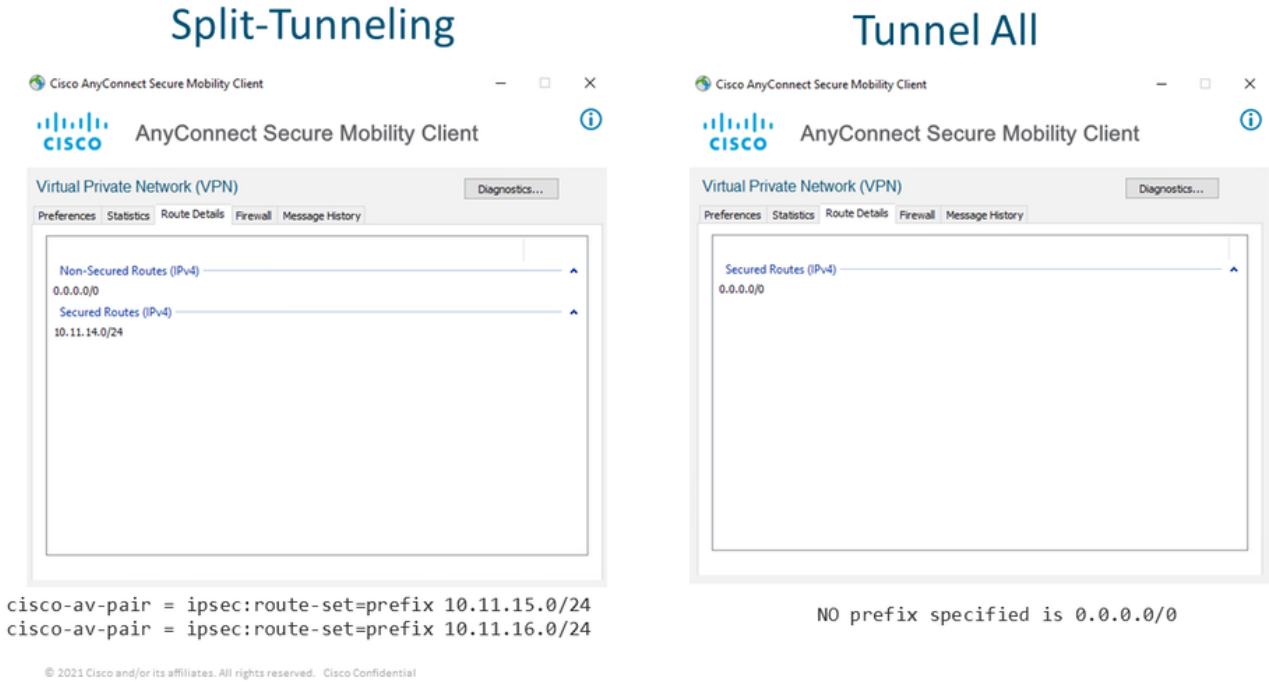 Split-Tunneling
Cisco AnyConnect Secure Mobility Client
CISCO
AnyConnect Secure Mobility Client
Virtual Private Network (VPN)
Diagnostics...
Preferences Statistics Route Details Firewall Message History
Non-Secured Routes (IPv4)
0.0.0.0/0
Secured Routes (IPv4)
10.11.14.0/24
cisco-av-pair = ipsec:route-set=prefix 10.11.15.0/24
cisco-av-pair = ipsec:route-set=prefix 10.11.16.0/24
Tunnel All
Cisco AnyConnect Secure Mobility Client
CISCO
AnyConnect Secure Mobility Client
Virtual Private Network (VPN)
Diagnostics...
Preferences Statistics Route Details Firewall Message History
Secured Routes (IPv4)
0.0.0.0/0
NO prefix specified is 0.0.0.0/0
© 2021 Cisco and/or its affiliates. All rights reserved. Cisco Confidential